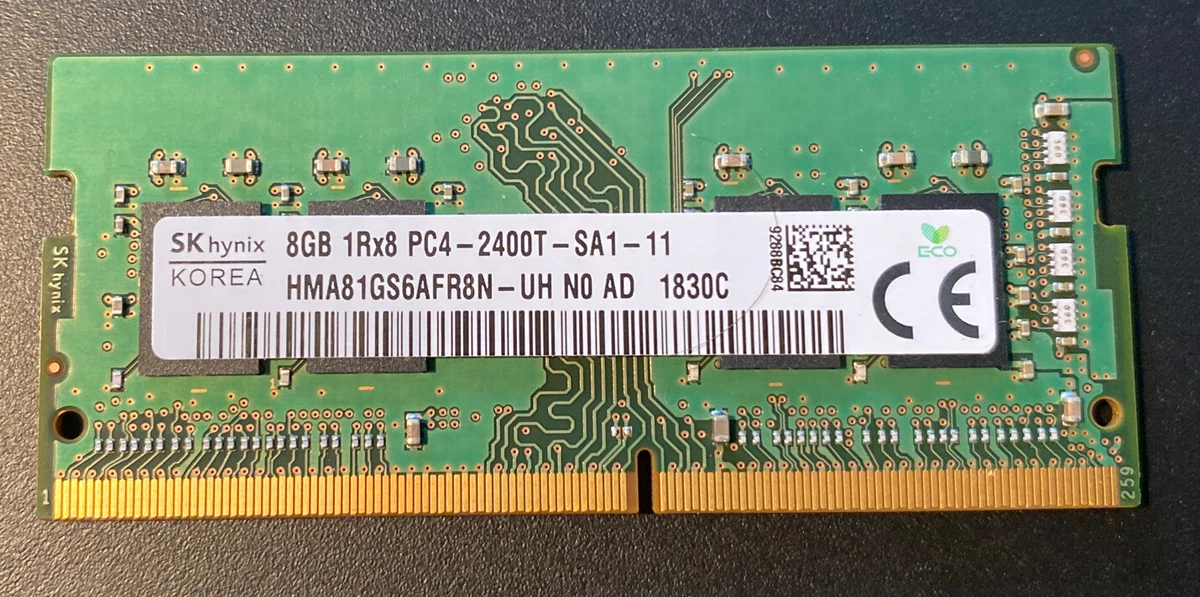 SK hynix
KOREA
8GB 1Rx8 PC4-2400T-SA1-11
HMA81GS6AFR8N-UH N0 AD 1830C
ECO
CE
SK hynix
1
1
259